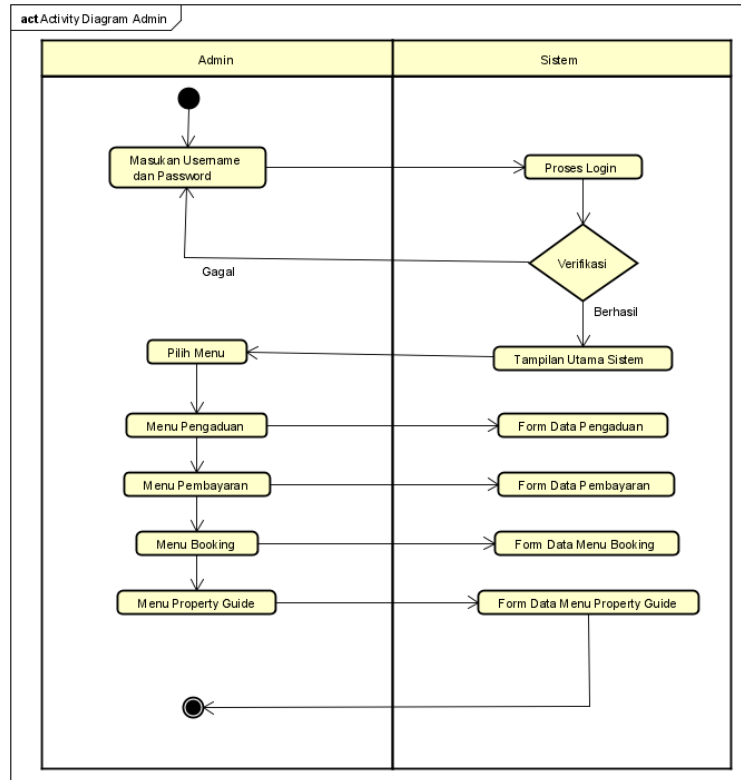 act Activity Diagram Admin
Admin
Sistem
Masukan Username
dan Password
Proses Login
Verifikasi
Gagal
Berhasil
Pilih Menu
Tampilan Utama Sistem
Menu Pengaduan
Form Data Pengaduan
Menu Pembayaran
Form Data Pembayaran
Menu Booking
Form Data Menu Booking
Menu Property Guide
Form Data Menu Property Guide